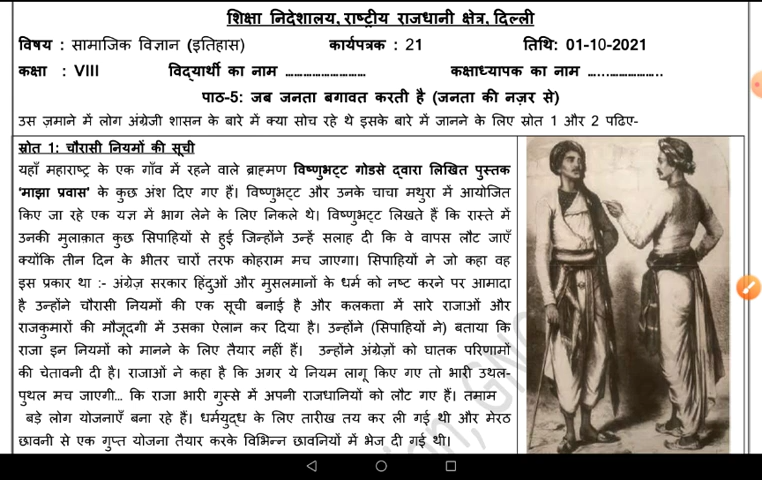 शिक्षा निदेशालय, राष्ट्रीय राजधानी क्षेत्र, दिल्ली
विषय : सामाजिक विज्ञान (इतिहास) कार्यपत्रक : 21 तिथि: 01-10-2021
कक्षा : VIII विद्यार्थी का नाम ........................ कक्षाध्यापक का नाम .....................
पाठ-5: जब जनता बगावत करती है (जनता की नज़र से)
उस ज़माने में लोग अंग्रेजी शासन के बारे में क्या सोच रहे थे इसके बारे में जानने के लिए स्रोत 1 और 2 पढिए-
स्रोत 1: चौरासी नियमों की सूची
यहाँ महाराष्ट्र के एक गाँव में रहने वाले ब्राह्मण विष्णुभट्ट गोडसे द्वारा लिखित पुस्तक
'माझा प्रवास' के कुछ अंश दिए गए हैं। विष्णुभट्ट और उनके चाचा मथुरा में आयोजित
किए जा रहे एक यज्ञ में भाग लेने के लिए निकले थे। विष्णुभट्ट लिखते हैं कि रास्ते में
उनकी मुलाक़ात कुछ सिपाहियों से हुई जिन्होंने उन्हें सलाह दी कि वे वापस लौट जाएँ
क्योंकि तीन दिन के भीतर चारों तरफ कोहराम मच जाएगा। सिपाहियों ने जो कहा वह
इस प्रकार था :- अंग्रेज़ सरकार हिंदुओं और मुसलमानों के धर्म को नष्ट करने पर आमादा
है उन्होंने चौरासी नियमों की एक सूची बनाई है और कलकत्ता में सारे राजाओं और
राजकुमारों की मौजूदगी में उसका ऐलान कर दिया है। उन्होंने (सिपाहियों ने) बताया कि
राजा इन नियमों को मानने के लिए तैयार नहीं हैं। उन्होंने अंग्रेज़ों को घातक परिणामों
की चेतावनी दी है। राजाओं ने कहा है कि अगर ये नियम लागू किए गए तो भारी उथल-
पुथल मच जाएगी... कि राजा भारी गुस्से में अपनी राजधानियों को लौट गए हैं। तमाम
बड़े लोग योजनाएँ बना रहे हैं। धर्मयुद्ध के लिए तारीख तय कर ली गई थी और मेरठ
छावनी से एक गुप्त योजना तैयार करके विभिन्न छावनियों में भेज दी गई थी।